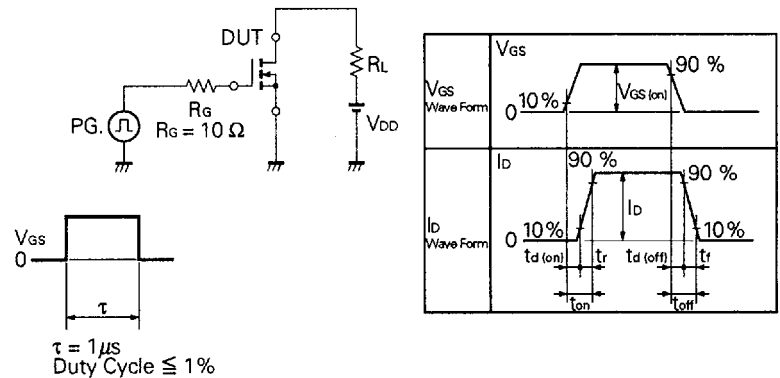 DUT
RL
RG
PG.
RG = 10 Ω
VDD
VGS
0
τ
τ = 1μs
Duty Cycle ≦ 1%
VGS
Wave Form
VGS
90 %
10 %
VGS (on)
0
ID
Wave Form
ID
90 %
90 %
ID
10 %
10 %
0
td (on)
tr
td (off)
tf
ton
toff